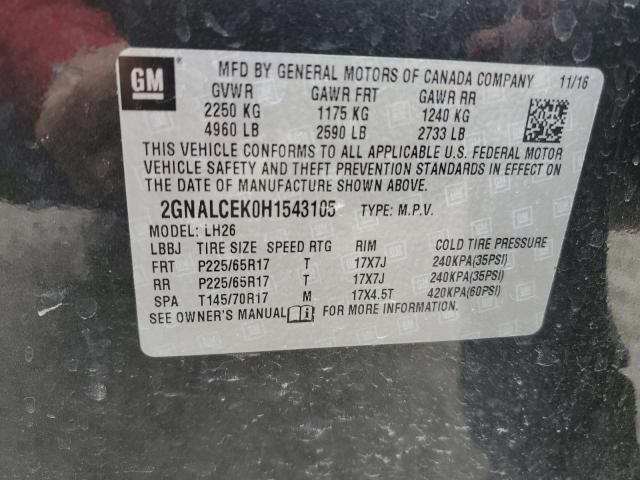 GM
MFD BY GENERAL MOTORS OF CANADA COMPANY 11/16
GVWR GAWR FRT GAWR RR
2250 KG 1175 KG 1240 KG
4960 LB 2590 LB 2733 LB
THIS VEHICLE CONFORMS TO ALL APPLICABLE U.S. FEDERAL MOTOR
VEHICLE SAFETY AND THEFT PREVENTION STANDARDS IN EFFECT ON
THE DATE OF MANUFACTURE SHOWN ABOVE.
2GNALCEK0H1543105 TYPE: M.P.V.
MODEL: LH26
LBBJ TIRE SIZE SPEED RTG RIM COLD TIRE PRESSURE
FRT P225/65R17 T 17X7J 240KPA(35PSI)
RR P225/65R17 T 17X7J 240KPA(35PSI)
SPA T145/70R17 M 17X4.5T 420KPA(60PSI)
SEE OWNER'S MANUAL FOR MORE INFORMATION.